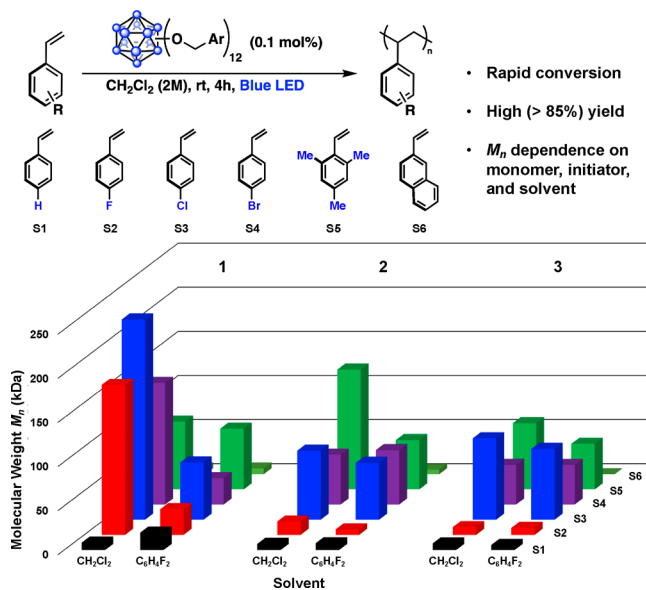 O Ar
12
(0.1 mol%)
CH2Cl2 (2M), rt, 4h, Blue LED
R
n
R
• Rapid conversion
• High (> 85%) yield
• Mn dependence on
monomer, initiator,
and solvent
H
F
Cl
Br
Me
Me
Me
S1
S2
S3
S4
S5
S6
1
2
3
Molecular Weight Mn (kDa)
250
200
150
100
50
0
S6
S5
S4
S3
S2
S1
CH2Cl2
C6H4F2
CH2Cl2
C6H4F2
CH2Cl2
C6H4F2
Solvent